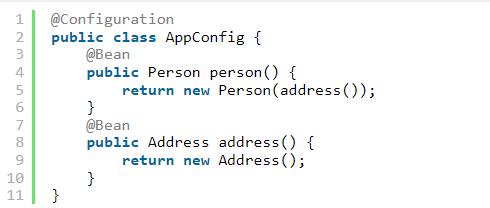 1 @Configuration
2 public class AppConfig {
3     @Bean
4     public Person person() {
5         return new Person(address());
6     }
7     @Bean
8     public Address address() {
9         return new Address();
10     }
11 }